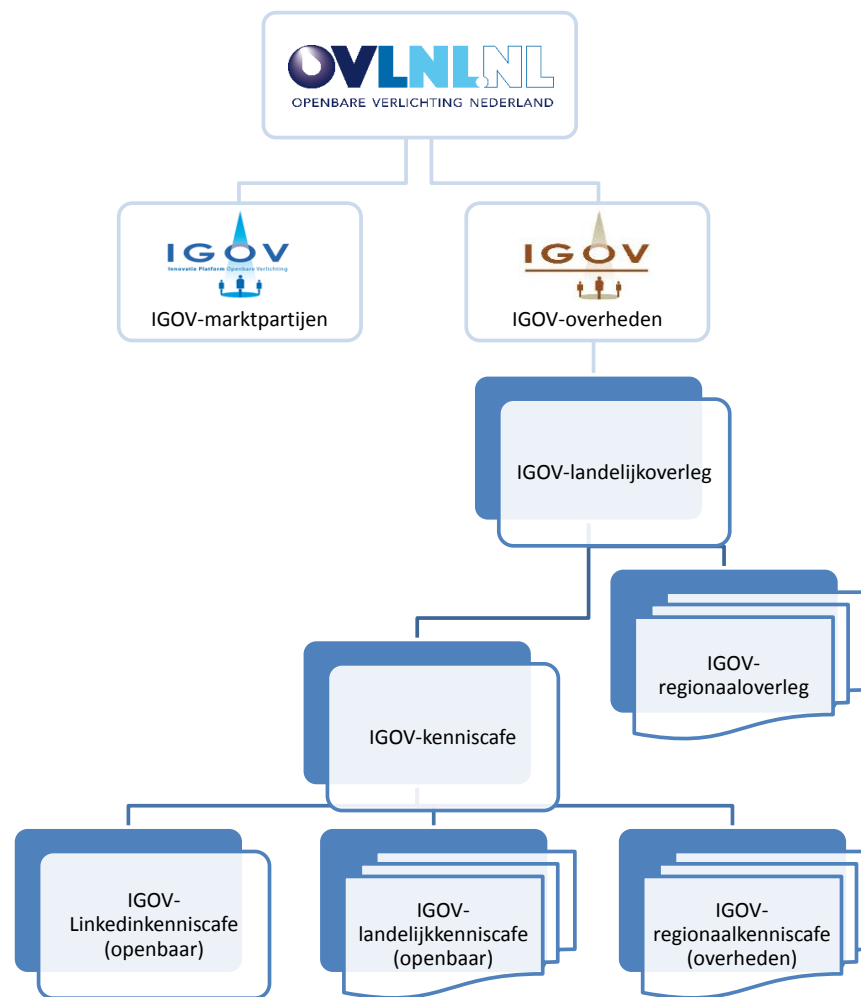 OVLNL.NL
OPENBARE VERLICHTING NEDERLAND
IGOV
Innovatie Platform Openbare Verlichting
IGOV-marktpartijen
IGOV
IGOV-overheden
IGOV-landelijkoverleg
IGOV-
regionaaloverleg
IGOV-kenniscafe
IGOV-
Linkedinkenniscafe
(openbaar)
IGOV-
landelijkkenniscafe
(openbaar)
IGOV-
regionaalkenniscafe
(overheden)